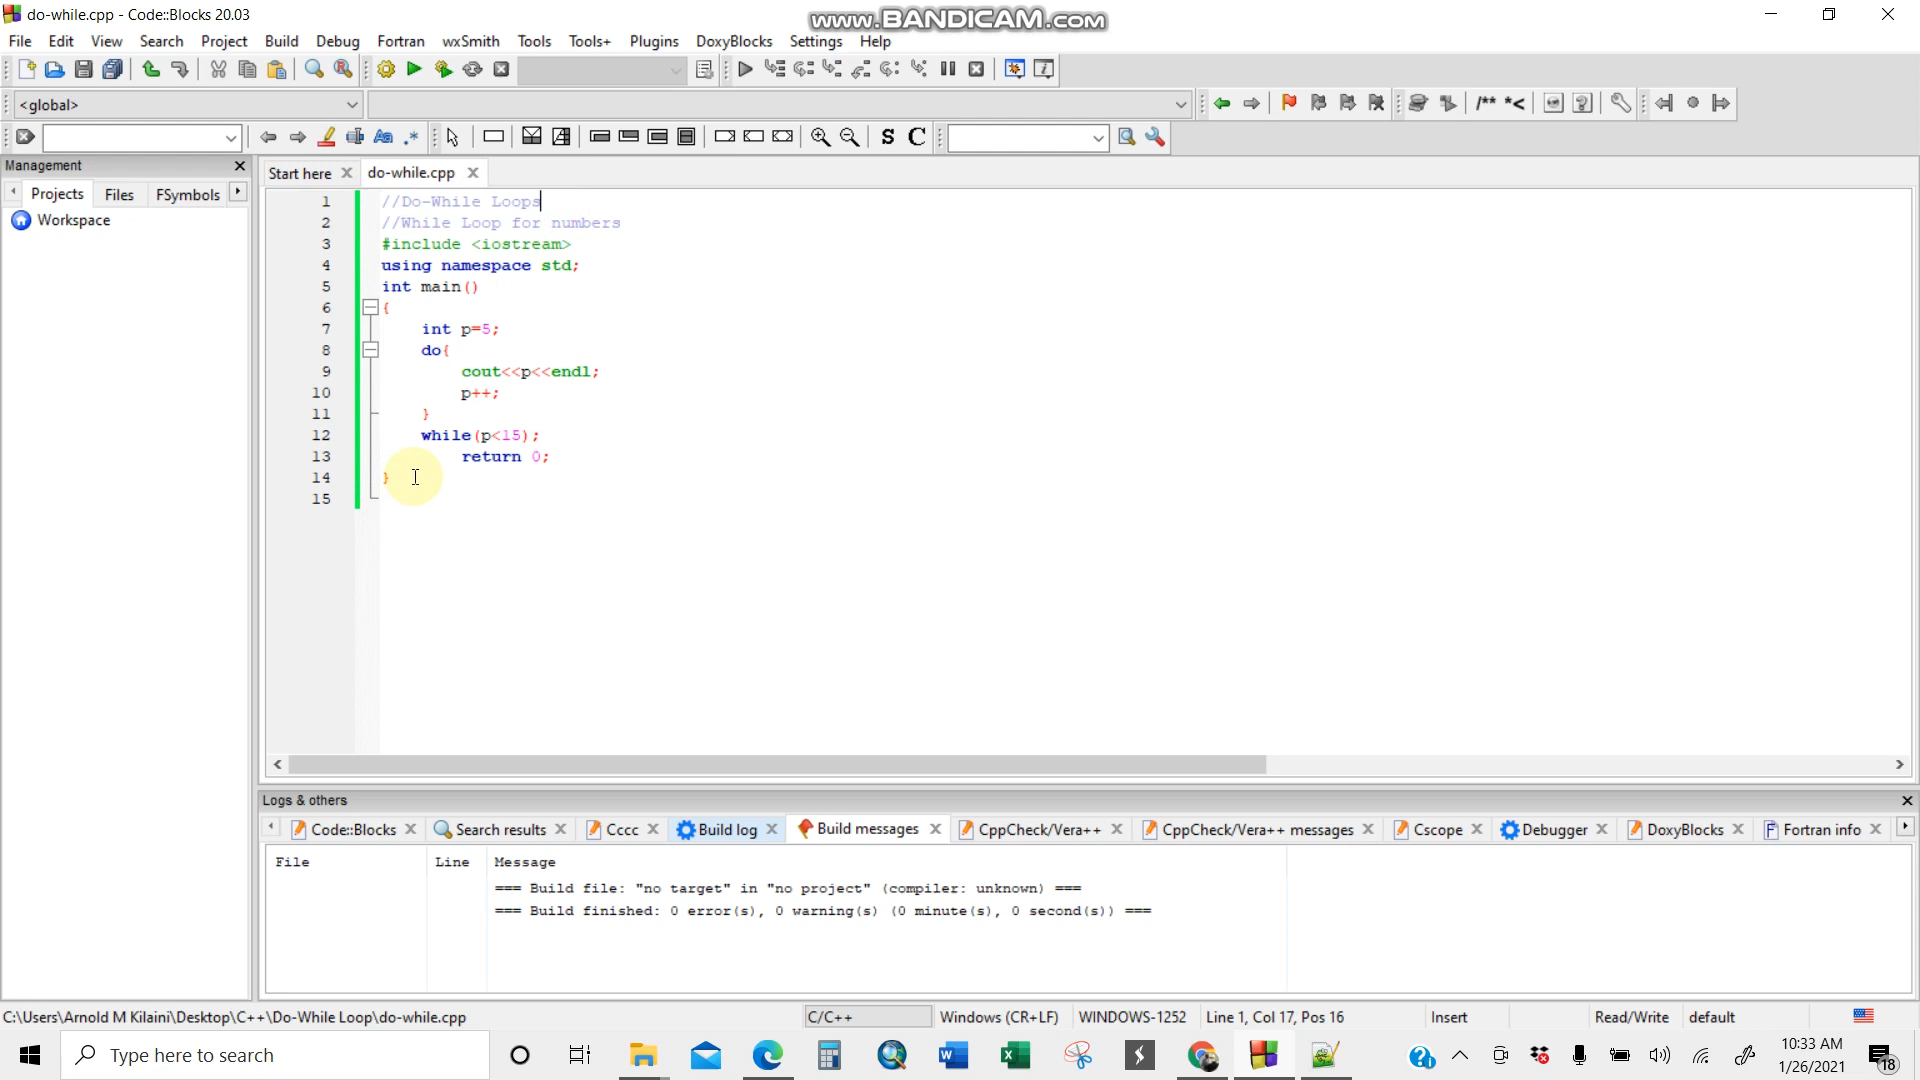 do-while.cpp - Code::Blocks 20.03
www.BANDICAM.com
File Edit View Search Project Build Debug Fortran wxSmith Tools Tools+ Plugins DoxyBlocks Settings Help
<global>
/** *<
Aa .* S C
Management
Projects Files FSymbols
Workspace
Start here do-while.cpp
1 //Do-While Loops
2 //While Loop for numbers
3 #include <iostream>
4 using namespace std;
5 int main()
6 {
7 int p=5;
8 do{
9 cout<<p<<endl;
10 p++;
11 }
12 while(p<15);
13 return 0;
14 }
15
Logs & others
Code::Blocks Search results Cccc Build log Build messages CppCheck/Vera++ CppCheck/Vera++ messages Cscope Debugger DoxyBlocks Fortran info
File Line Message
=== Build file: "no target" in "no project" (compiler: unknown) ===
=== Build finished: 0 error(s), 0 warning(s) (0 minute(s), 0 second(s)) ===
C:\Users\Arnold M Kilaini\Desktop\C++\Do-While Loop\do-while.cpp C/C++ Windows (CR+LF) WINDOWS-1252 Line 1, Col 17, Pos 16 Insert Read/Write default
Type here to search
10:33 AM
1/26/2021
18